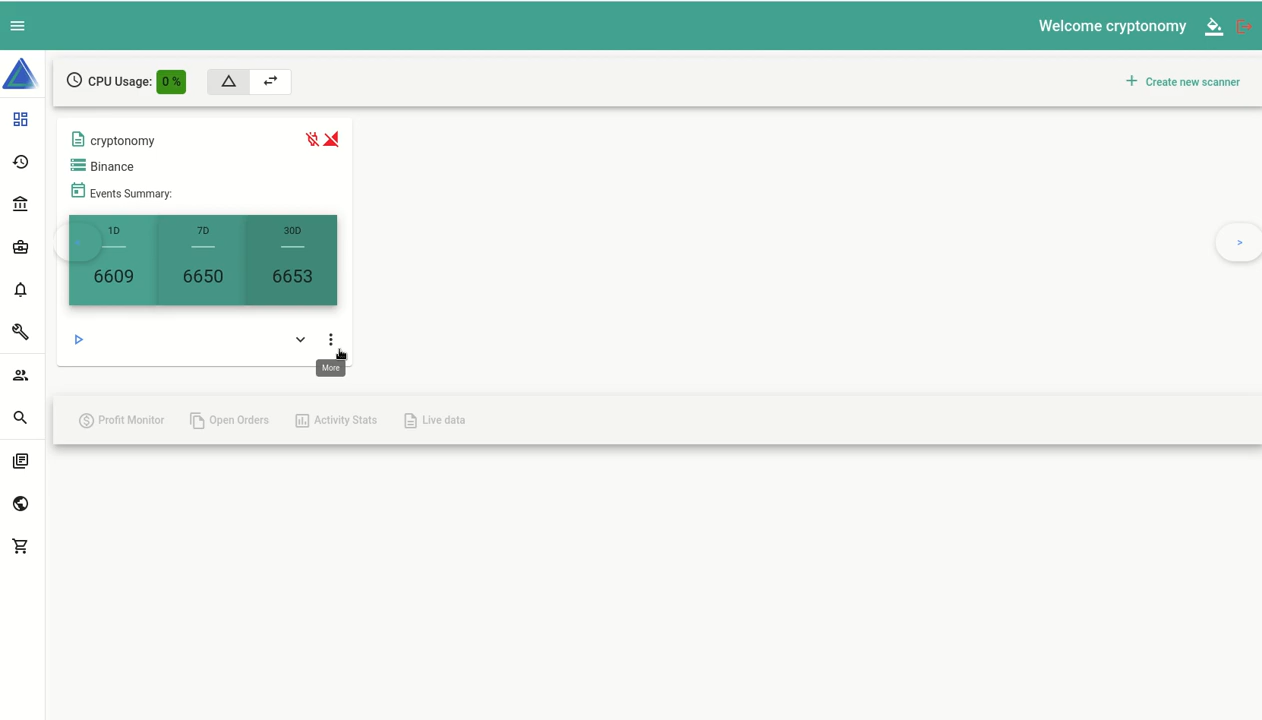 Welcome cryptonomy
CPU Usage: 0 %
Create new scanner
cryptonomy
Binance
Events Summary:
1D 7D 30D
6609 6650 6653
>
More
Profit Monitor Open Orders Activity Stats Live data